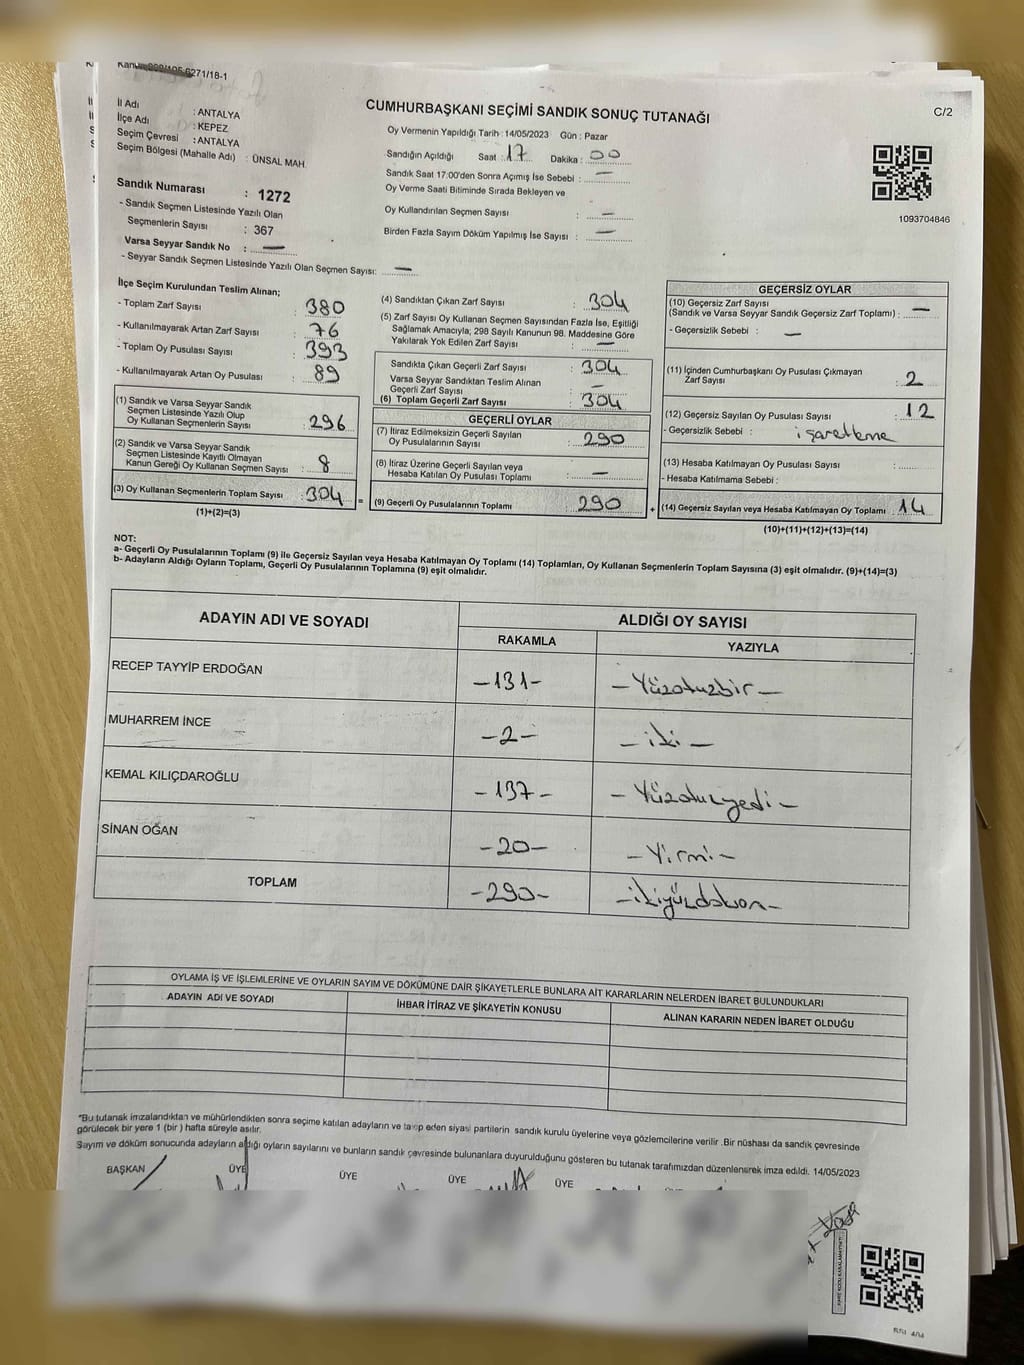 6271/18-1
CUMHURBAŞKANI SEÇİMİ SANDIK SONUÇ TUTANAĞI
C/2
İl Adı : ANTALYA
İlçe Adı : KEPEZ
Seçim Çevresi : ANTALYA
Seçim Bölgesi (Mahalle Adı) : ÜNSAL MAH.
Oy Vermenin Yapıldığı Tarih : 14/05/2023 Gün : Pazar
Sandığın Açıldığı Saat : 17 Dakika : 00
Sandık Saat 17:00'den Sonra Açımış İse Sebebi : —
Oy Verme Saati Bitiminde Sırada Bekleyen ve
Oy Kullandırılan Seçmen Sayısı : —
Birden Fazla Sayım Döküm Yapılmış İse Sayısı : —
1093704846
Sandık Numarası : 1272
- Sandık Seçmen Listesinde Yazılı Olan
Seçmenlerin Sayısı : 367
Varsa Seyyar Sandık No : —
- Seyyar Sandık Seçmen Listesinde Yazılı Olan Seçmen Sayısı: —
İlçe Seçim Kurulundan Teslim Alınan;
- Toplam Zarf Sayısı : 380
- Kullanılmayarak Artan Zarf Sayısı : 76
- Toplam Oy Pusulası Sayısı : 393
- Kullanılmayarak Artan Oy Pusulası : 89
(1) Sandık ve Varsa Seyyar Sandık
Seçmen Listesinde Yazılı Olup
Oy Kullanan Seçmenlerin Sayısı : 296
(2) Sandık ve Varsa Seyyar Sandık
Seçmen Listesinde Kayıtlı Olmayan
Kanun Gereği Oy Kullanan Seçmen Sayısı : 8
(3) Oy Kullanan Seçmenlerin Toplam Sayısı : 304
(1)+(2)=(3)
=
(4) Sandıktan Çıkan Zarf Sayısı : 304
(5) Zarf Sayısı Oy Kullanan Seçmen Sayısından Fazla İse, Eşitliği
Sağlamak Amacıyla; 298 Sayılı Kanunun 98. Maddesine Göre
Yakılarak Yok Edilen Zarf Sayısı : —
Sandıkta Çıkan Geçerli Zarf Sayısı : 304
Varsa Seyyar Sandıktan Teslim Alınan
Geçerli Zarf Sayısı : —
(6) Toplam Geçerli Zarf Sayısı : 304
GEÇERLİ OYLAR
(7) İtiraz Edilmeksizin Geçerli Sayılan
Oy Pusulalarının Sayısı : 290
(8) İtiraz Üzerine Geçerli Sayılan veya
Hesaba Katılan Oy Pusulası Toplamı : —
(9) Geçerli Oy Pusulalarının Toplamı : 290
+
GEÇERSİZ OYLAR
(10) Geçersiz Zarf Sayısı
(Sandık ve Varsa Seyyar Sandık Geçersiz Zarf Toplamı) : —
- Geçersizlik Sebebi : —
(11) İçinden Cumhurbaşkanı Oy Pusulası Çıkmayan
Zarf Sayısı : 2
(12) Geçersiz Sayılan Oy Pusulası Sayısı : 12
- Geçersizlik Sebebi : işaretleme
(13) Hesaba Katılmayan Oy Pusulası Sayısı :
- Hesaba Katılmama Sebebi :
(14) Geçersiz Sayılan veya Hesaba Katılmayan Oy Toplamı : 14
(10)+(11)+(12)+(13)=(14)
NOT:
a- Geçerli Oy Pusulalarının Toplamı (9) ile Geçersiz Sayılan veya Hesaba Katılmayan Oy Toplamı (14) Toplamları, Oy Kullanan Seçmenlerin Toplam Sayısına (3) eşit olmalıdır. (9)+(14)=(3)
b- Adayların Aldığı Oyların Toplamı, Geçerli Oy Pusulalarının Toplamına (9) eşit olmalıdır.
ADAYIN ADI VE SOYADI ALDIĞI OY SAYISI
RAKAMLA YAZIYLA
RECEP TAYYİP ERDOĞAN -131- -Yüzotuzbir-
MUHARREM İNCE -2- -iki-
KEMAL KILIÇDAROĞLU -137- -Yüzotuzyedi-
SİNAN OĞAN -20- -Yirmi-
TOPLAM -290- -ikiyüzdoksan-
OYLAMA İŞ VE İŞLEMLERİNE VE OYLARIN SAYIM VE DÖKÜMÜNE DAİR ŞİKAYETLERLE BUNLARA AİT KARARLARIN NELERDEN İBARET BULUNDUKLARI
ADAYIN ADI VE SOYADI İHBAR İTİRAZ VE ŞİKAYETİN KONUSU ALINAN KARARIN NEDEN İBARET OLDUĞU
*Bu tutanak imzalandıktan ve mühürlendikten sonra seçime katılan adayların ve talep eden siyasi partilerin sandık kurulu üyelerine veya gözlemcilerine verilir .Bir nüshası da sandık çevresinde
görülecek bir yere 1 (bir ) hafta süreyle asılır.
Sayım ve döküm sonucunda adayların aldığı oyların sayılarını ve bunların sandık çevresinde bulunanlara duyurulduğunu gösteren bu tutanak tarafımızdan düzenlenerek imza edildi. 14/05/2023
BAŞKAN ÜYE ÜYE ÜYE ÜYE